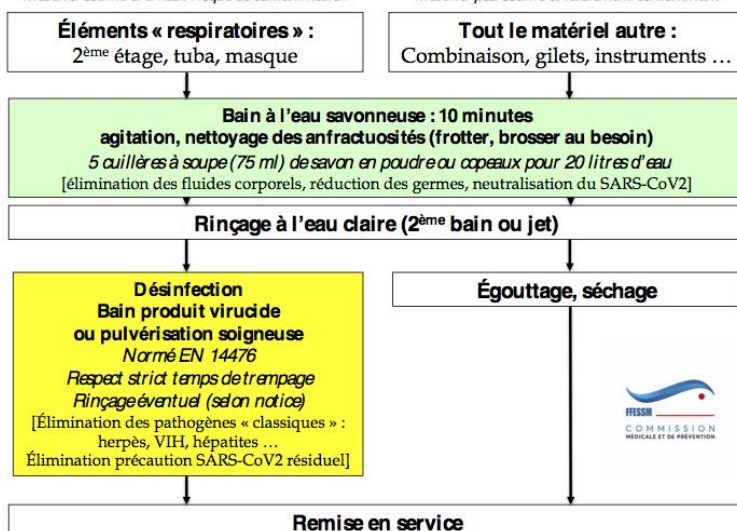 Éléments « respiratoires » :
2ème étage, tuba, masque
Tout le matériel autre :
Combinaison, gilets, instruments ...
Bain à l'eau savonneuse : 10 minutes
agitation, nettoyage des anfractuosités (frotter, brosser au besoin)
5 cuillères à soupe (75 ml) de savon en poudre ou copeaux pour 20 litres d'eau
[élimination des fluides corporels, réduction des germes, neutralisation du SARS-CoV2]
Rinçage à l'eau claire (2ème bain ou jet)
Désinfection
Bain produit virucide
ou pulvérisation soigneuse
Normé EN 14476
Respect strict temps de trempage
Rinçage éventuel (selon notice)
[Élimination des pathogènes « classiques » :
herpès, VIH, hépatites ...
Élimination précaution SARS-CoV2 résiduel]
Égouttage, séchage
FFESSM
COMMISSION
MÉDICALE ET DE PRÉVENTION
Remise en service